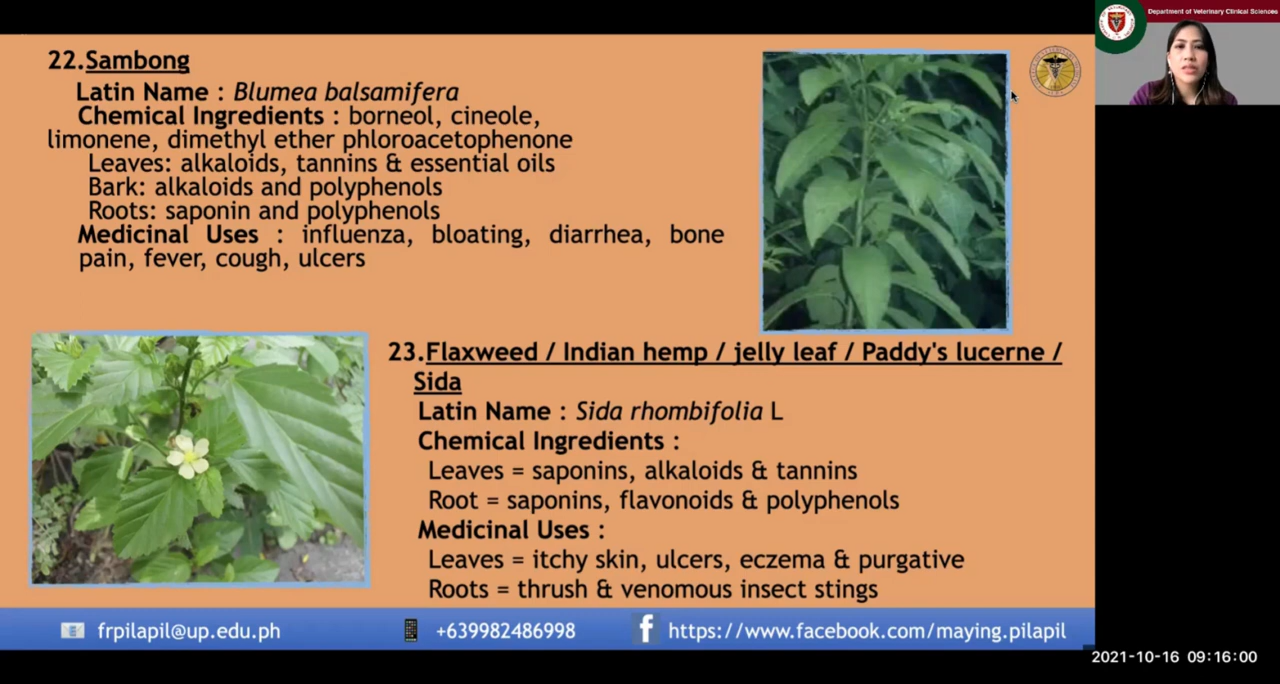 Department of Veterinary Clinical Sciences
22.Sambong
Latin Name : Blumea balsamifera
Chemical Ingredients : borneol, cineole,
limonene, dimethyl ether phloroacetophenone
Leaves: alkaloids, tannins & essential oils
Bark: alkaloids and polyphenols
Roots: saponin and polyphenols
Medicinal Uses : influenza, bloating, diarrhea, bone
pain, fever, cough, ulcers
23.Flaxweed / Indian hemp / jelly leaf / Paddy's lucerne /
Sida
Latin Name : Sida rhombifolia L
Chemical Ingredients :
Leaves = saponins, alkaloids & tannins
Root = saponins, flavonoids & polyphenols
Medicinal Uses :
Leaves = itchy skin, ulcers, eczema & purgative
Roots = thrush & venomous insect stings
frpilapil@up.edu.ph
+639982486998
f https://www.facebook.com/maying.pilapil
2021-10-16 09:16:00